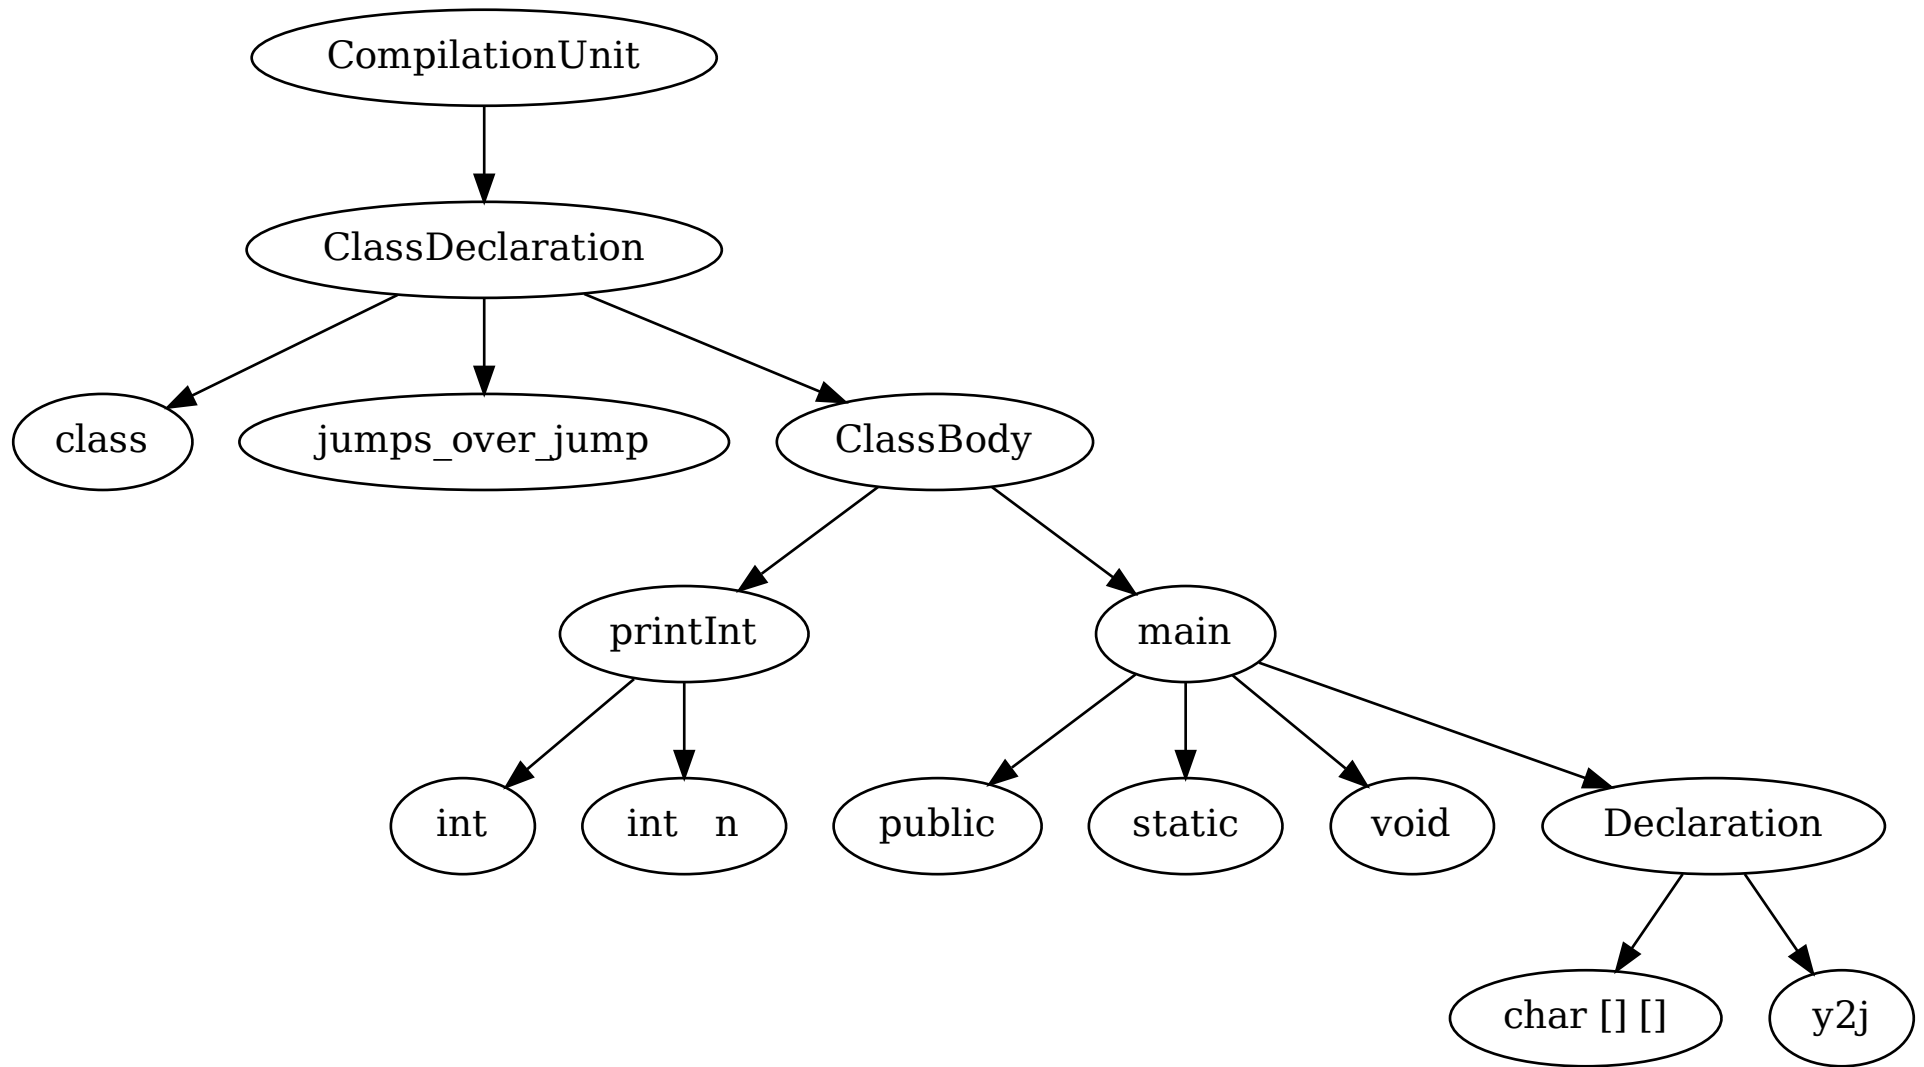 CompilationUnit
ClassDeclaration
class
jumps_over_jump
ClassBody
printInt
main
int
int   n
public
static
void
Declaration
char [] []
y2j